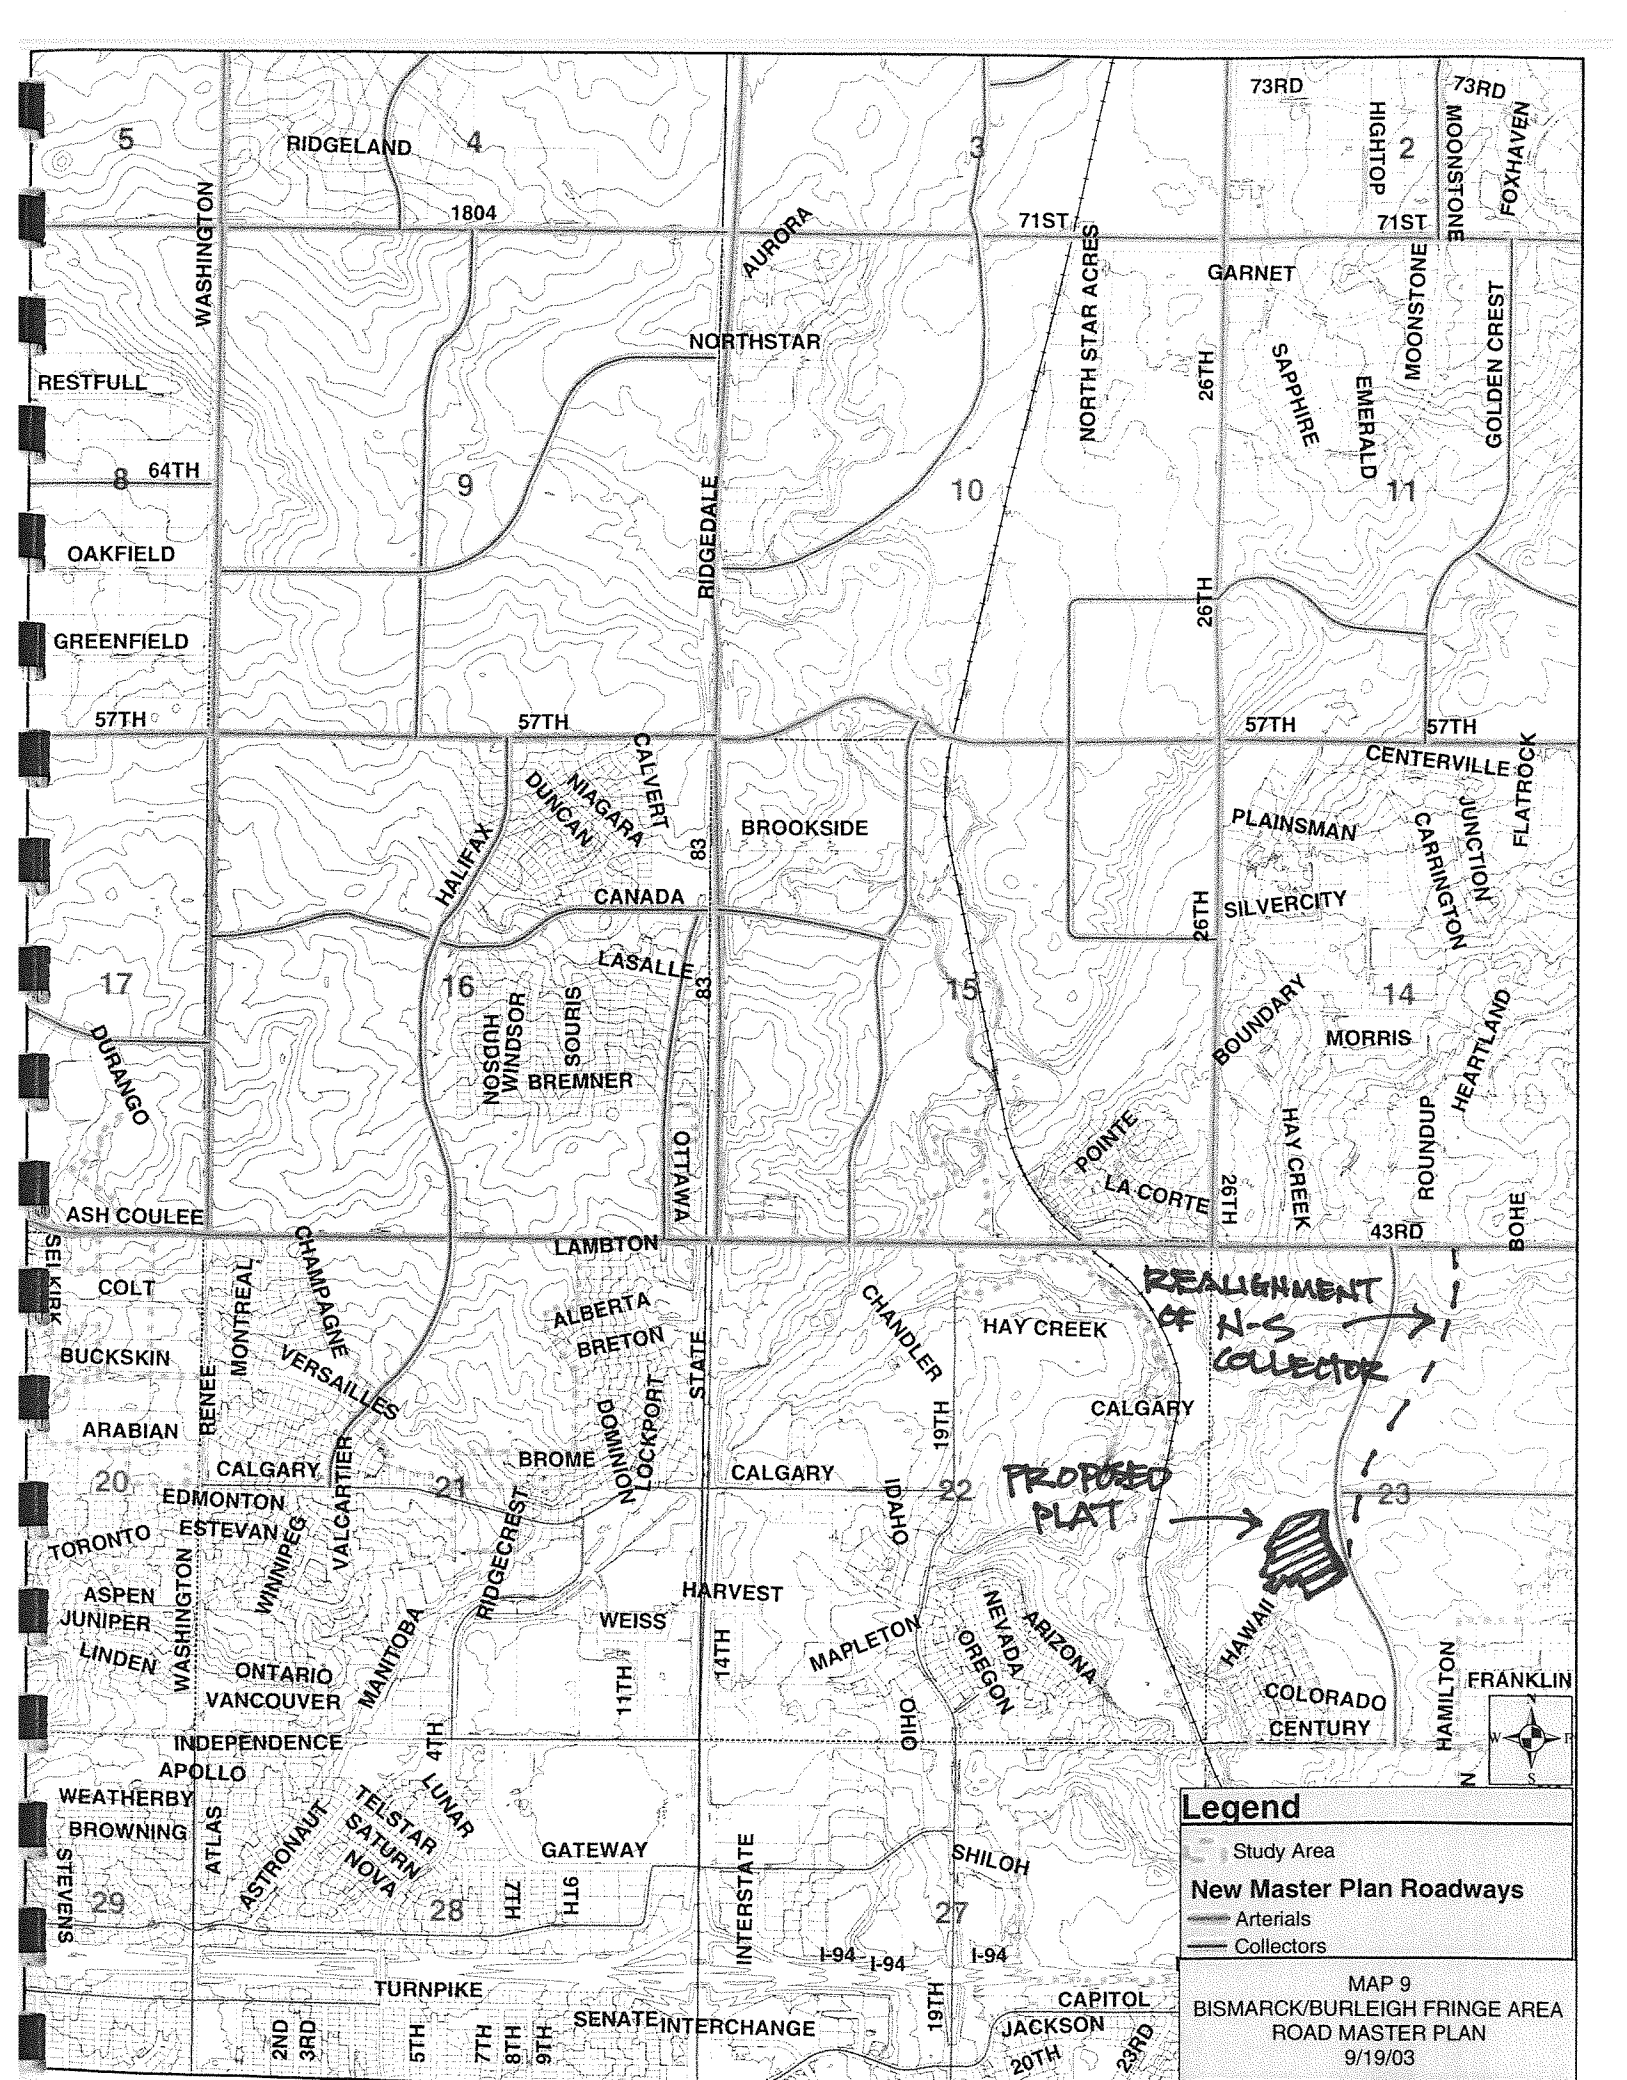 73RD
73RD
5
RIDGELAND
4
3
HIGHTOP
2
MOONSTONE
FOXHAVEN
WASHINGTON
1804
AURORA
71ST
71ST
NORTH STAR ACRES
GARNET
MOONSTONE
GOLDEN CREST
NORTHSTAR
RESTFULL
26TH
SAPPHIRE
EMERALD
8
64TH
9
RIDGEDALE
10
11
OAKFIELD
26TH
GREENFIELD
57TH
57TH
57TH
57TH
CENTERVILLE
FLATROCK
CALVERT
NIAGARA
DUNCAN
HALIFAX
83
BROOKSIDE
PLAINSMAN
CARRINGTON
JUNCTION
CANADA
26TH
SILVERCITY
LASALLE
17
16
83
15
14
HUDSON
WINDSOR
SOURIS
BREMNER
BOUNDARY
MORRIS
HEARTLAND
DURANGO
OTTAWA
POINTE
LA CORTE
26TH
HAY CREEK
ROUNDUP
BOHE
ASH COULEE
43RD
LAMBTON
SELKIRK
COLT
MONTREAL
CHAMPAGNE
ALBERTA
BRETON
CHANDLER
HAY CREEK
REALIGNMENT
OF N-S
COLLECTOR
BUCKSKIN
RENEE
VERSAILLES
STATE
ARABIAN
DOMINION
LOCKPORT
19TH
CALGARY
20
CALGARY
VALCARTIER
21
BROME
CALGARY
IDAHO
22
PROPOSED
PLAT
23
EDMONTON
TORONTO
ESTEVAN
WINNIPEG
RIDGECREST
ASPEN
JUNIPER
LINDEN
WASHINGTON
HARVEST
WEISS
MANITOBA
ONTARIO
VANCOUVER
11TH
14TH
MAPLETON
NEVADA
OREGON
ARIZONA
HAWAII
OHIO
COLORADO
CENTURY
HAMILTON
FRANKLIN
INDEPENDENCE
APOLLO
4TH
WEATHERBY
BROWNING
ATLAS
ASTRONAUT
TELSTAR
SATURN
NOVA
LUNAR
GATEWAY
SHILOH
STEVENS
29
28
7TH
9TH
INTERSTATE
27
I-94
I-94
I-94
TURNPIKE
2ND
3RD
5TH
7TH
8TH
9TH
SENATE
INTERCHANGE
19TH
CAPITOL
JACKSON
20TH
23RD
N
W
S
N
Legend
Study Area
New Master Plan Roadways
Arterials
Collectors
MAP 9
BISMARCK/BURLEIGH FRINGE AREA
ROAD MASTER PLAN
9/19/03